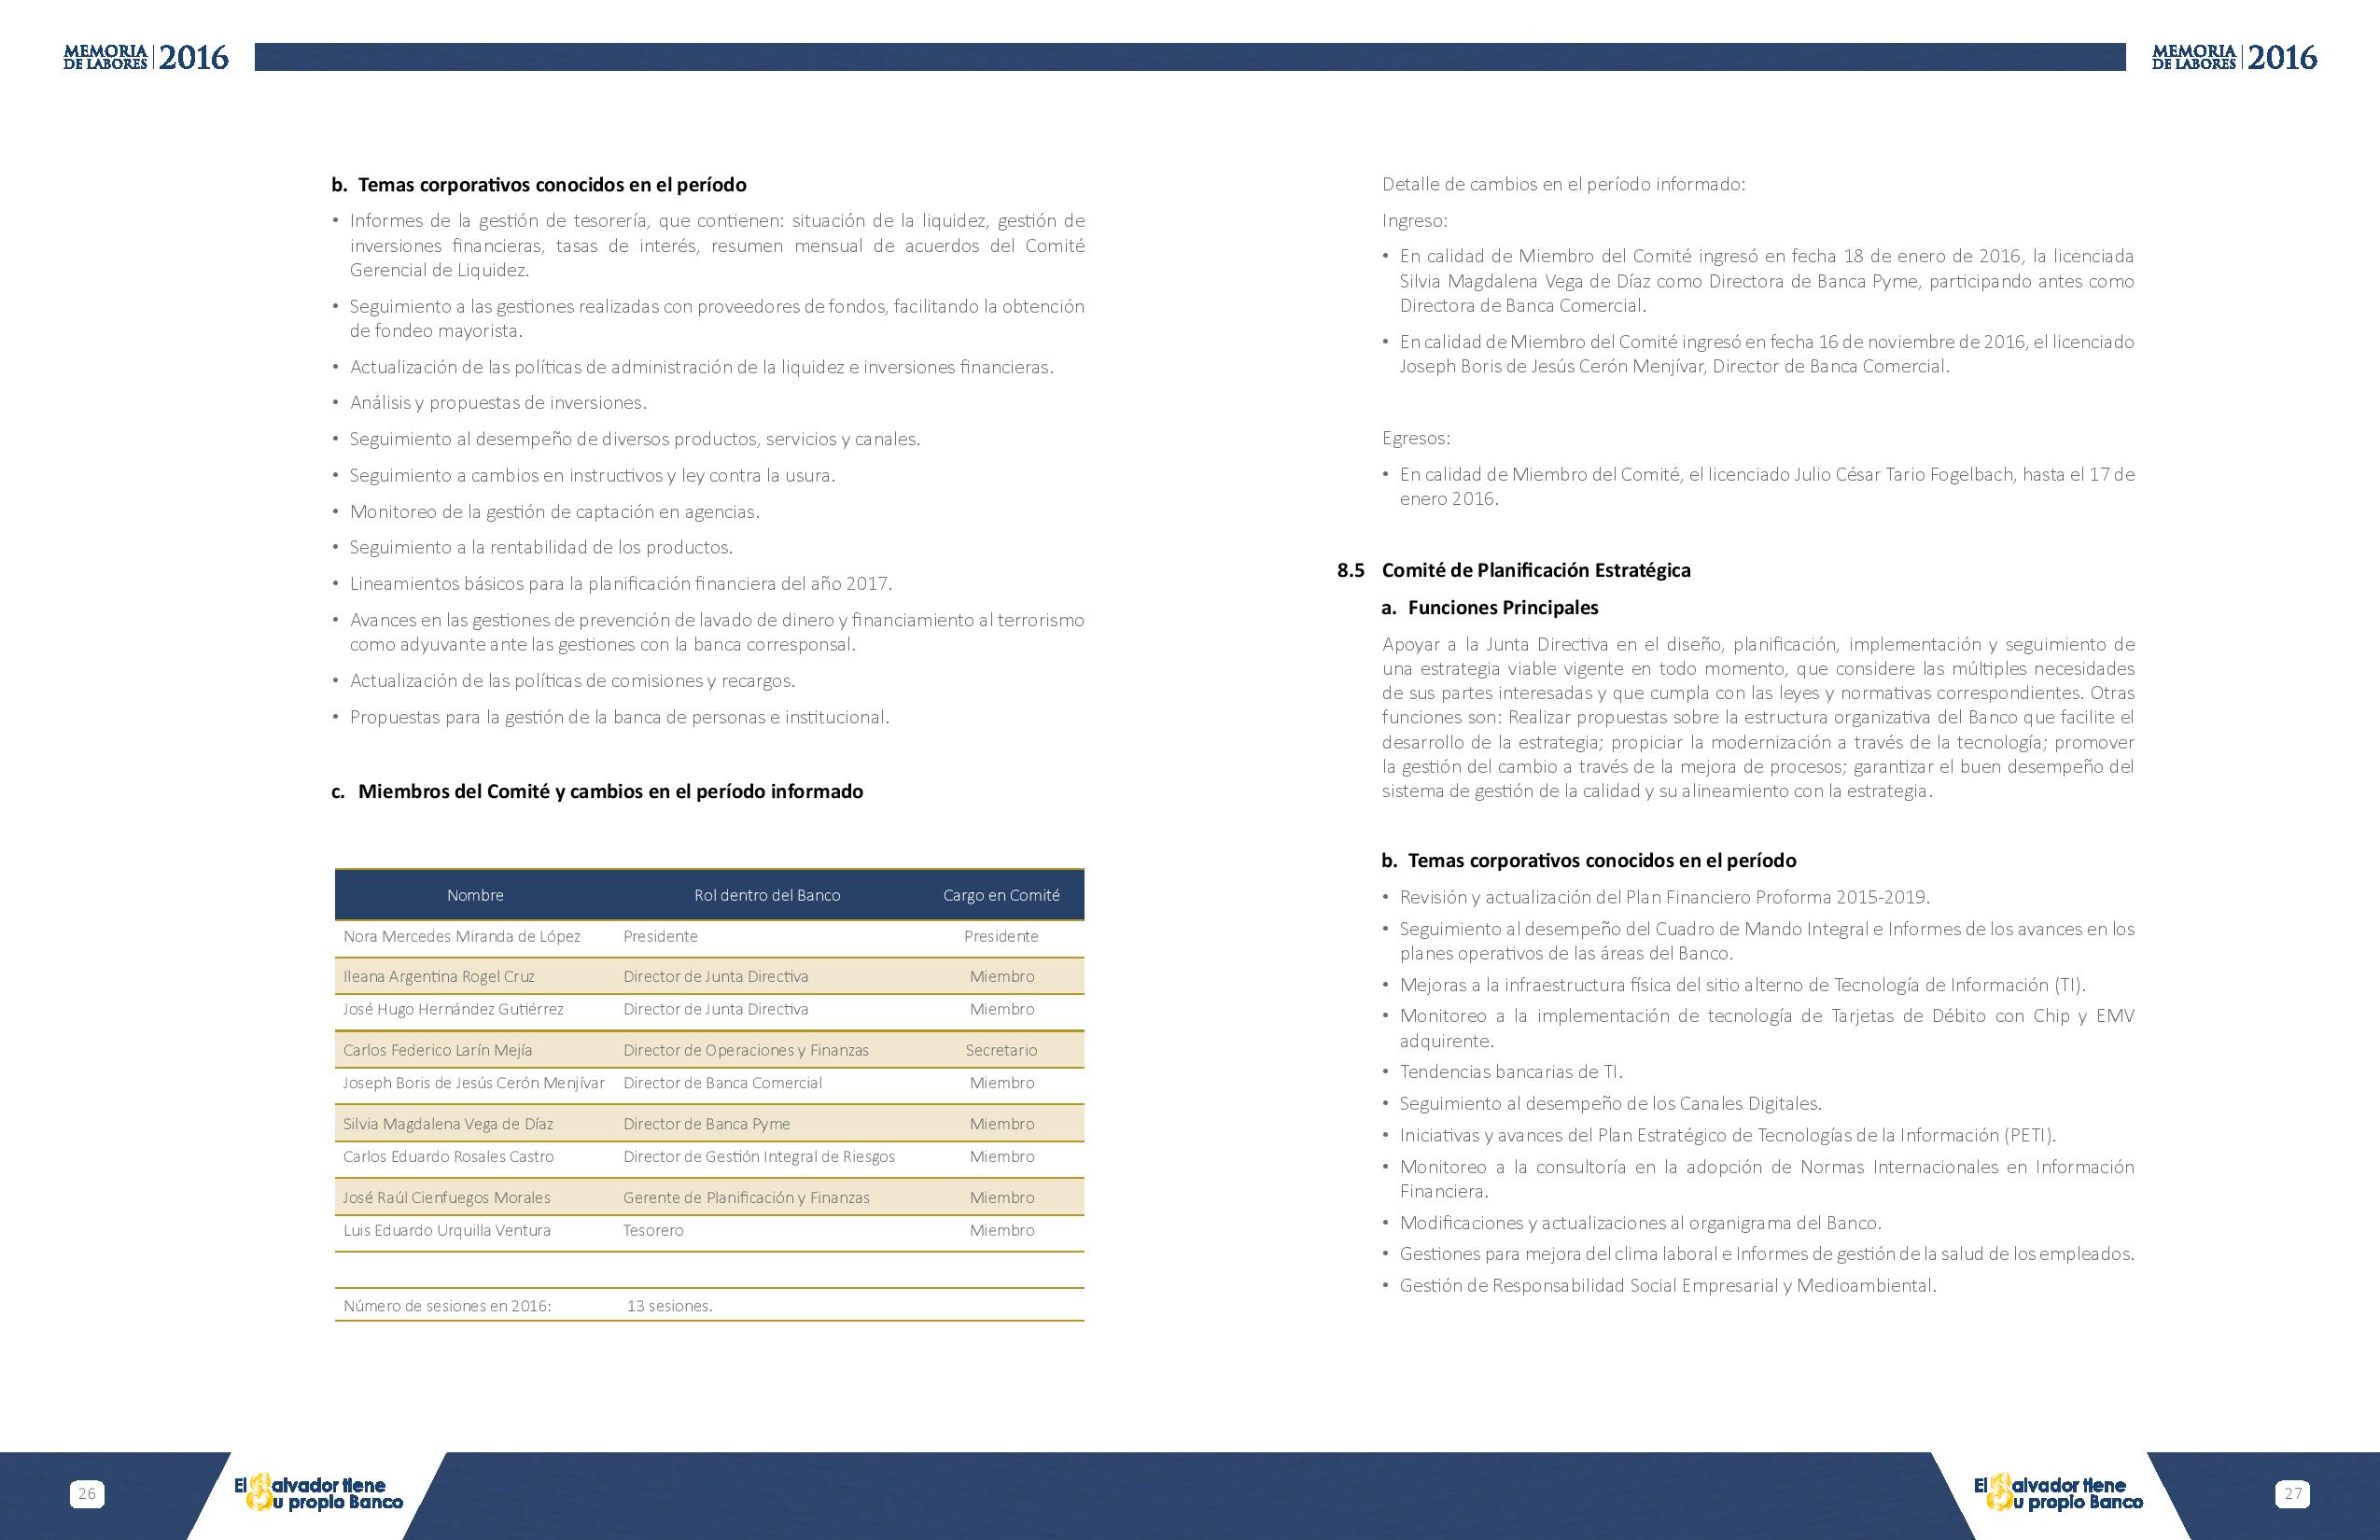 MEMORIA
DE LABORES 2016
MEMORIA
DE LABORES 2016
b. Temas corporativos conocidos en el período
• Informes de la gestión de tesorería, que contienen: situación de la liquidez, gestión de
inversiones financieras, tasas de interés, resumen mensual de acuerdos del Comité
Gerencial de Liquidez.
• Seguimiento a las gestiones realizadas con proveedores de fondos, facilitando la obtención
de fondeo mayorista.
• Actualización de las políticas de administración de la liquidez e inversiones financieras.
• Análisis y propuestas de inversiones.
• Seguimiento al desempeño de diversos productos, servicios y canales.
• Seguimiento a cambios en instructivos y ley contra la usura.
• Monitoreo de la gestión de captación en agencias.
• Seguimiento a la rentabilidad de los productos.
• Lineamientos básicos para la planificación financiera del año 2017.
• Avances en las gestiones de prevención de lavado de dinero y financiamiento al terrorismo
como adyuvante ante las gestiones con la banca corresponsal.
• Actualización de las políticas de comisiones y recargos.
• Propuestas para la gestión de la banca de personas e institucional.
c. Miembros del Comité y cambios en el período informado
Nombre Rol dentro del Banco Cargo en Comité
Nora Mercedes Miranda de López Presidente Presidente
Ileana Argentina Rogel Cruz Director de Junta Directiva Miembro
José Hugo Hernández Gutiérrez Director de Junta Directiva Miembro
Carlos Federico Larín Mejía Director de Operaciones y Finanzas Secretario
Joseph Boris de Jesús Cerón Menjívar Director de Banca Comercial Miembro
Silvia Magdalena Vega de Díaz Director de Banca Pyme Miembro
Carlos Eduardo Rosales Castro Director de Gestión Integral de Riesgos Miembro
José Raúl Cienfuegos Morales Gerente de Planificación y Finanzas Miembro
Luis Eduardo Urquilla Ventura Tesorero Miembro
Número de sesiones en 2016: 13 sesiones.
Detalle de cambios en el período informado:
Ingreso:
• En calidad de Miembro del Comité ingresó en fecha 18 de enero de 2016, la licenciada
Silvia Magdalena Vega de Díaz como Directora de Banca Pyme, participando antes como
Directora de Banca Comercial.
• En calidad de Miembro del Comité ingresó en fecha 16 de noviembre de 2016, el licenciado
Joseph Boris de Jesús Cerón Menjívar, Director de Banca Comercial.
Egresos:
• En calidad de Miembro del Comité, el licenciado Julio César Tario Fogelbach, hasta el 17 de
enero 2016.
8.5 Comité de Planificación Estratégica
a. Funciones Principales
Apoyar a la Junta Directiva en el diseño, planificación, implementación y seguimiento de
una estrategia viable vigente en todo momento, que considere las múltiples necesidades
de sus partes interesadas y que cumpla con las leyes y normativas correspondientes. Otras
funciones son: Realizar propuestas sobre la estructura organizativa del Banco que facilite el
desarrollo de la estrategia; propiciar la modernización a través de la tecnología; promover
la gestión del cambio a través de la mejora de procesos; garantizar el buen desempeño del
sistema de gestión de la calidad y su alineamiento con la estrategia.
b. Temas corporativos conocidos en el período
• Revisión y actualización del Plan Financiero Proforma 2015-2019.
• Seguimiento al desempeño del Cuadro de Mando Integral e Informes de los avances en los
planes operativos de las áreas del Banco.
• Mejoras a la infraestructura física del sitio alterno de Tecnología de Información (TI).
• Monitoreo a la implementación de tecnología de Tarjetas de Débito con Chip y EMV
adquirente.
• Tendencias bancarias de TI.
• Seguimiento al desempeño de los Canales Digitales.
• Iniciativas y avances del Plan Estratégico de Tecnologías de la Información (PETI).
• Monitoreo a la consultoría en la adopción de Normas Internacionales en Información
Financiera.
• Modificaciones y actualizaciones al organigrama del Banco.
• Gestiones para mejora del clima laboral e Informes de gestión de la salud de los empleados.
• Gestión de Responsabilidad Social Empresarial y Medioambiental.
26
El Salvador tiene
Su propio Banco
El Salvador tiene
Su propio Banco
27